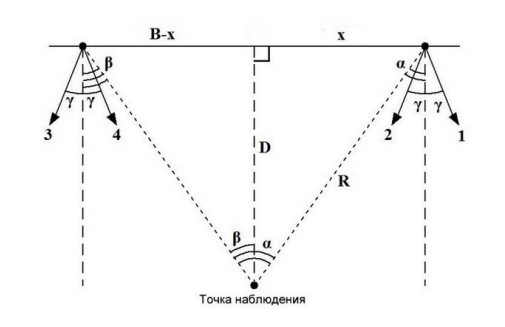 B-x x
β α
γ γ γ γ
3 4 2 1
D
R
β α
Точка наблюдения